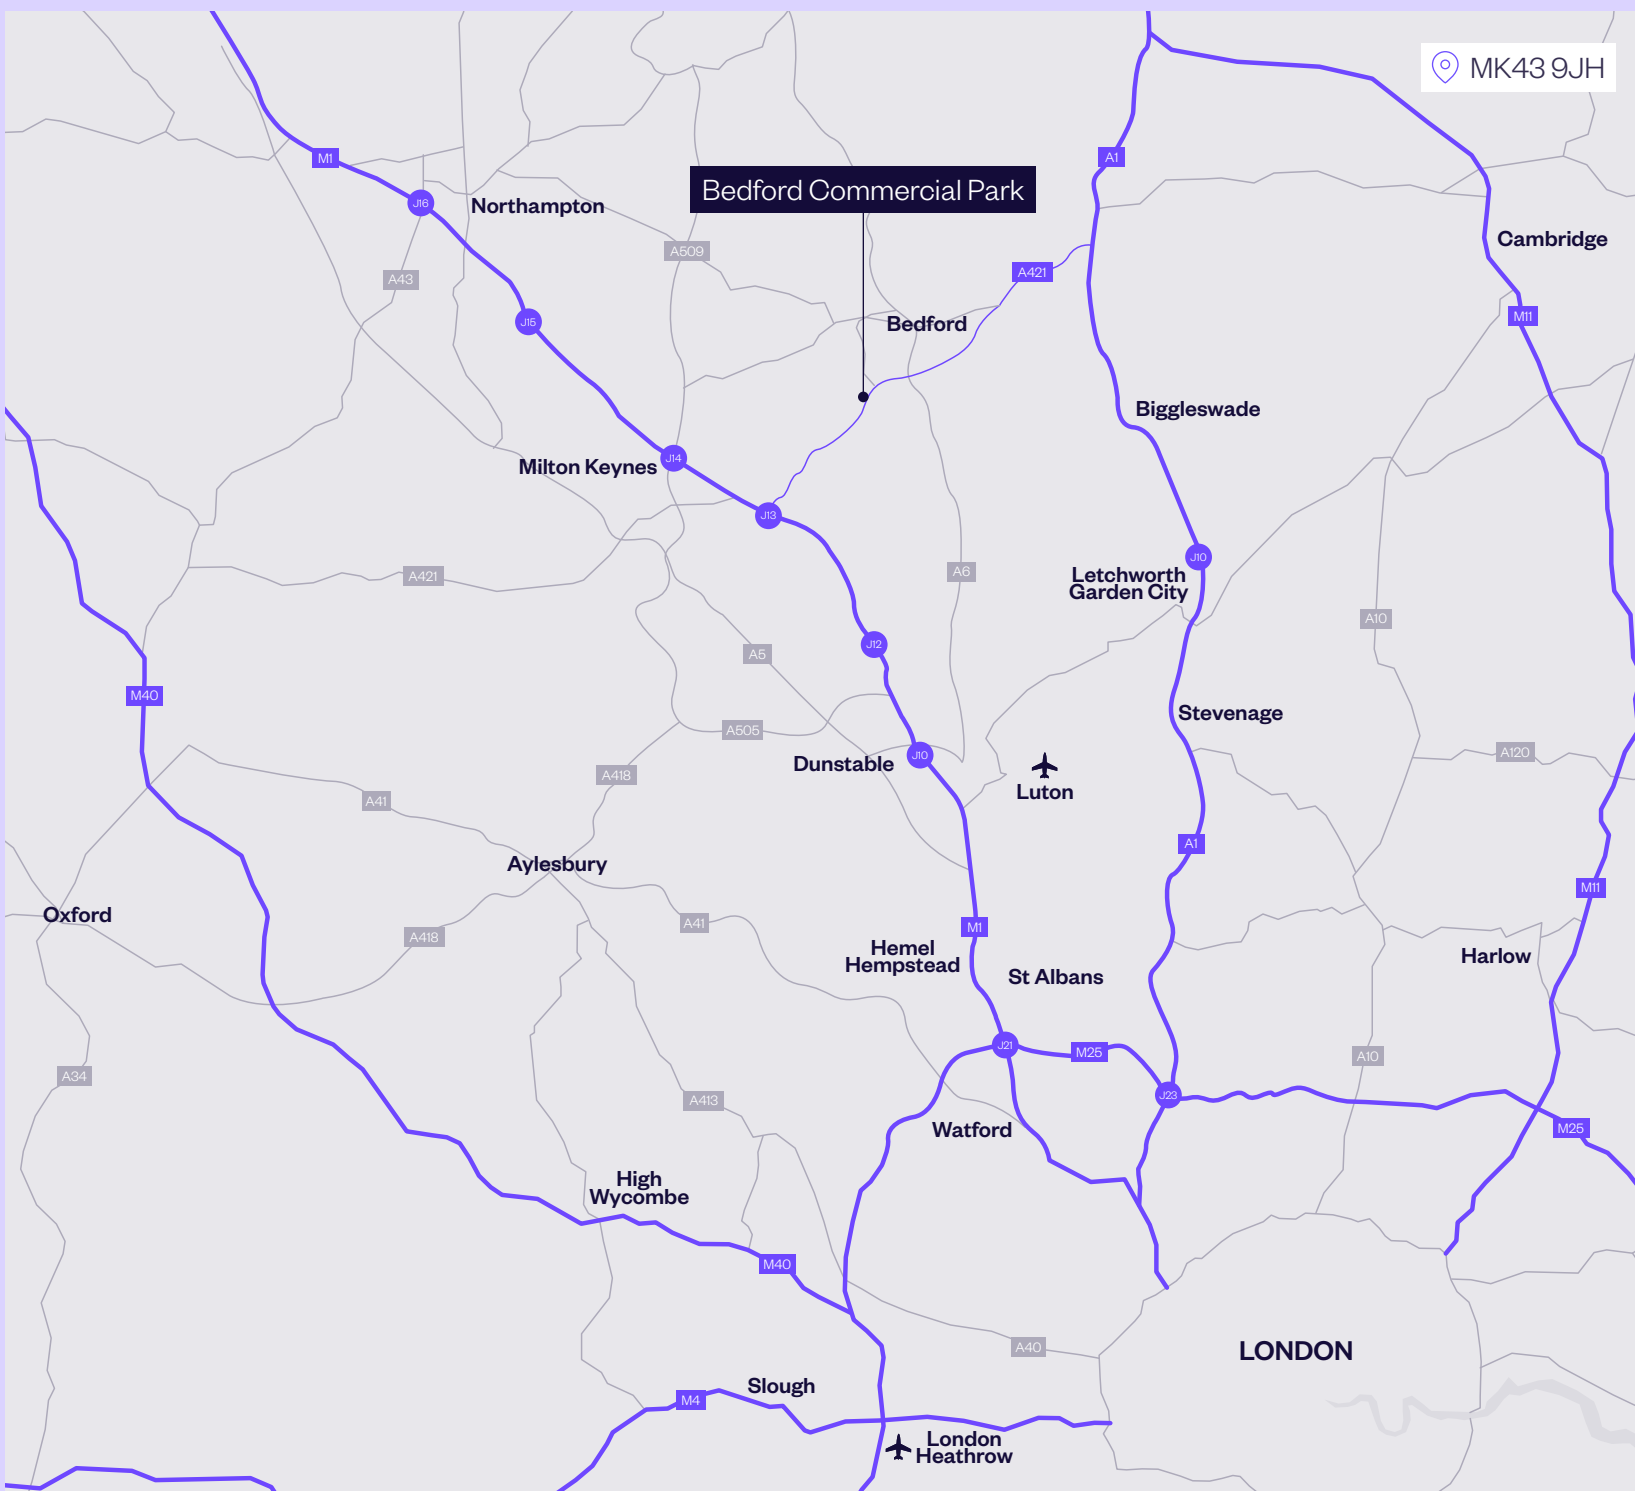 MK43 9JH
M1
A1
Bedford Commercial Park
J16
Northampton
Cambridge
A509
A421
A43
M11
J15
Bedford
Biggleswade
J14
Milton Keynes
J13
J10
A6
A421
Letchworth
Garden City
A10
J12
A5
M40
Stevenage
A505
A120
J10
Dunstable
A418
Luton
A41
A1
Aylesbury
M11
Oxford
A41
M1
A418
Hemel
Hempstead
Harlow
St Albans
J21
M25
A10
A34
J23
A413
Watford
M25
High
Wycombe
M40
A40
LONDON
Slough
M4
London
Heathrow